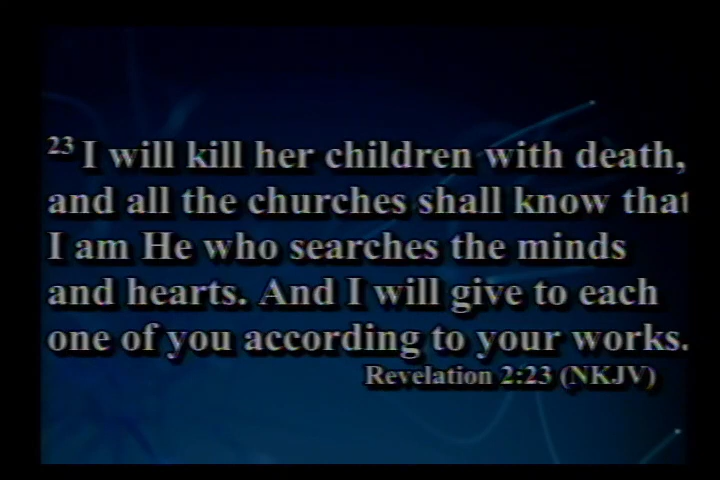 23 I will kill her children with death,
and all the churches shall know that
I am He who searches the minds
and hearts. And I will give to each
one of you according to your works.
Revelation 2:23 (NKJV)